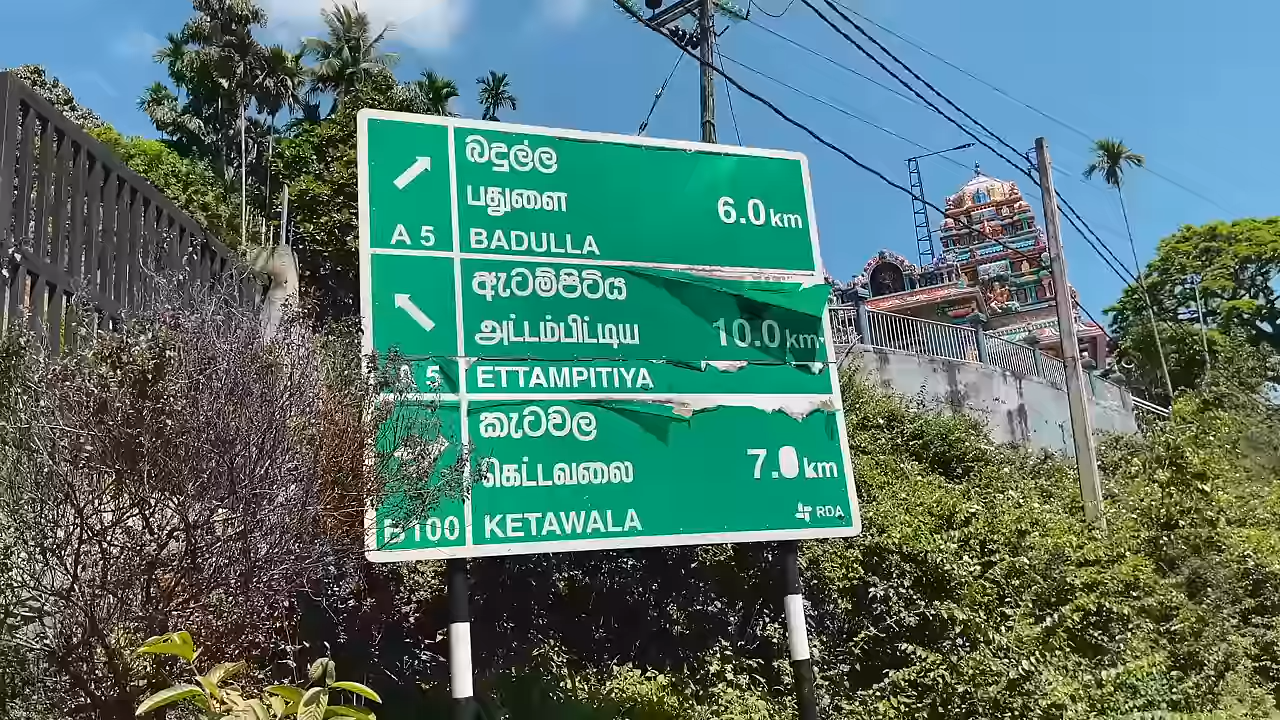 බදුල්ල
பதுளை
6.0 km
A 5
BADULLA
ඇටම්පිටිය
அட்டம்பிட்டிய
10.0 km
A 5
ETTAMPITIYA
කැටවල
கெட்டவலை
7.0 km
B 100
KETAWALA
RDA